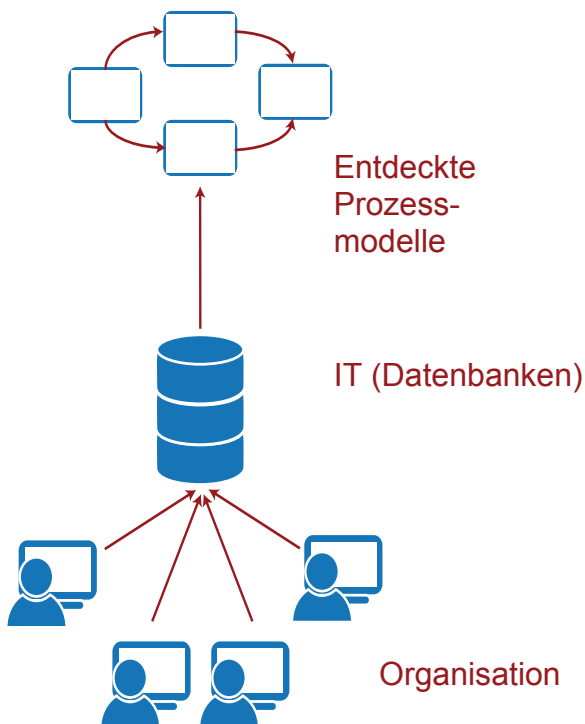 Entdeckte
Prozess-
modelle
IT (Datenbanken)
Organisation